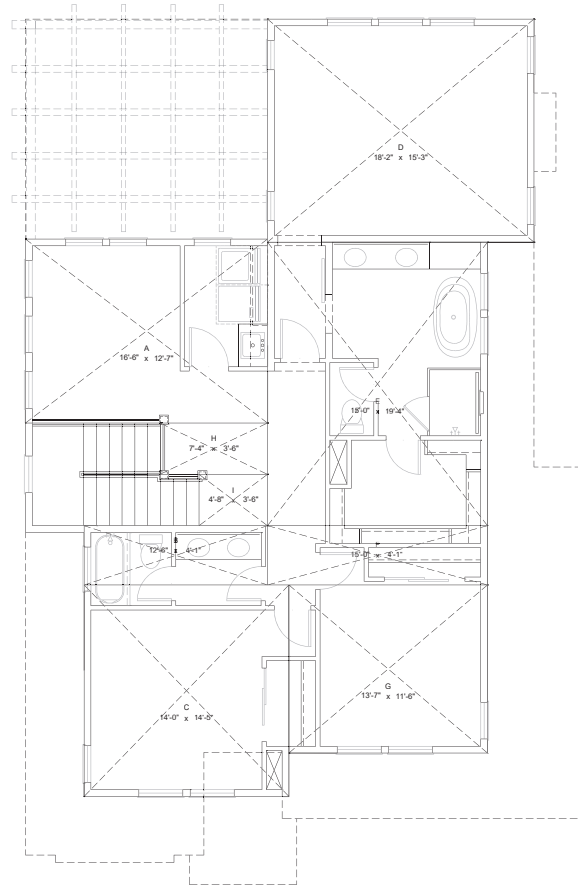 D
18'-2" x 15'-3"
A
16'-6" x 12'-7"
E
15'-0" x 19'-4"
H
7'-4" x 3'-6"
I
4'-8" x 3'-6"
B
12'-6" x 4'-1"
F
15'-0" x 4'-1"
G
13'-7" x 11'-6"
C
14'-0" x 14'-5"